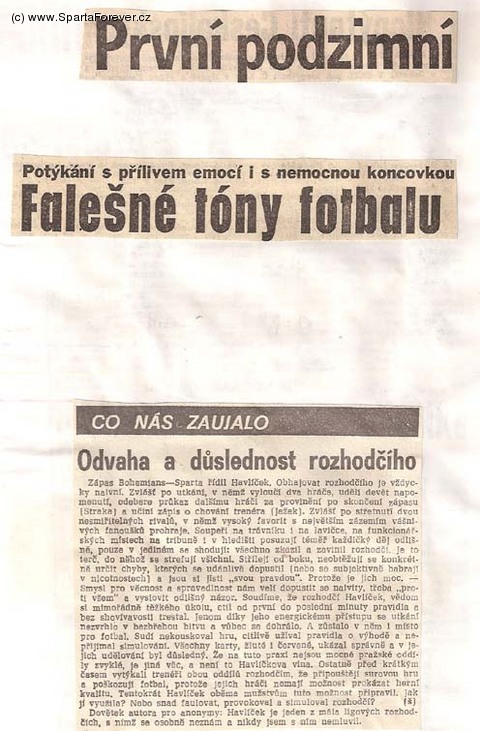 (c) www.SpartaForever.cz
První podzimní
Potýkání s přílivem emocí i s nemocnou koncovkou
Falešné tóny fotbalu
CO NÁS ZAUJALO
Odvaha a důslednost rozhodčího
Zápas Bohemians—Sparta řídil Havlíček. Obhajovat rozhodčího je vždycky naivní. Zvlášť po utkání, v němž vyloučí dva hráče, udělí devět napomenutí, odebere průkaz dalšímu hráči za provinění po skončení zápasu
(Straka) a učiní zápis o chování trenéra (Ježek). Zvlášť po střetnutí dvou
nesmiřitelných rivalů, v němž vysoký favorit s největším zázemím vášnivých fanoušků prohraje. Soupeři na trávníku i na lavičce, na funkcionářských místech na tribuně i v hledišti posuzují téměř každičký děj odlišně, pouze v jediném se shodují všichni: zkazil a zavinil rozhodčí. Je to
terč, do něhož se strefují všichni. Střílejí od boku, neobtěžují se konkrétně určit chyby, kterých se údajně dopustil (nebo se subjektivně babrají
v nicotnostech) a jsou si jisti „svou pravdou". Protože je jich moc. —
Smysl pro věcnost a spravedlnost nám velí dopustit se naivity, třeba „proti všem" a vyslovit odlišný názor. Soudíme, že rozhodčí Havlíček, vědom
si mimořádně těžkého úkolu, ctil od první do poslední minuty pravidla a
bez shovívavosti trestal. Jenom díky jeho energickému přístupu se utkání
nezvrhlo v bezbřehou bitvu a vůbec se dohrálo. A zůstalo v něm i místo
pro fotbal. Sudí nekouskoval hru, citlivě užíval pravidla o výhodě a nepřijímal simulování. Všechny karty, žluté i červené, ukázal správně a v jejich udělování byl důsledný. Že na tuto praxi nejsou mocné pražské oddíly zvyklé, je jiná věc, a není to Havlíčkova vina. Ostatně před krátkým
časem vytýkali trenéři obou oddílů rozhodčím, že připouštějí surovou hru
a poškozují fotbal, protože jejich hráči nemají možnost prokázat herní
kvalitu. Tentokrát Havlíček oběma mužstvům tuto možnost připravil. Jak
jí využila? Nebo snad faulovat, provokoval a simuloval rozhodčí? (š)
Dovětek autora pro anonymy: Havlíček je jeden z mála ligových rozhodčích, s nímž se osobně neznám a nikdy jsem s ním nemluvil.